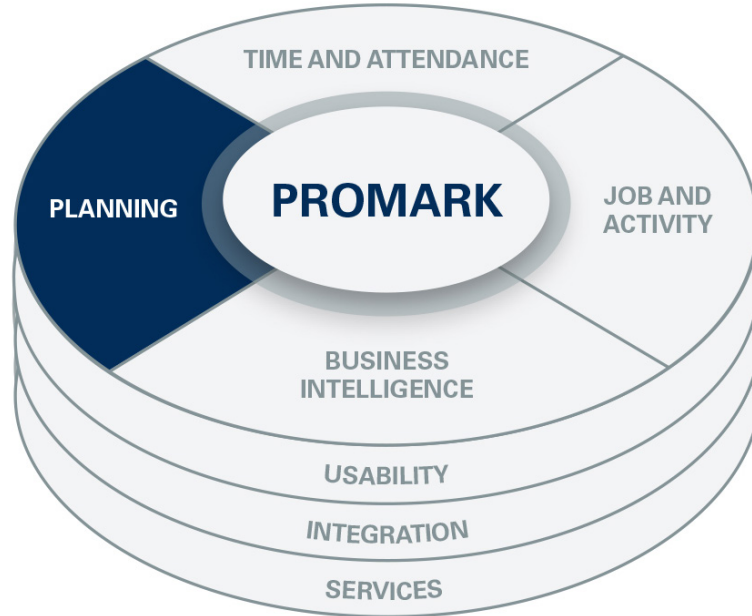 TIME AND ATTENDANCE
PLANNING
PROMARK
JOB AND
ACTIVITY
BUSINESS
INTELLIGENCE
USABILITY
INTEGRATION
SERVICES